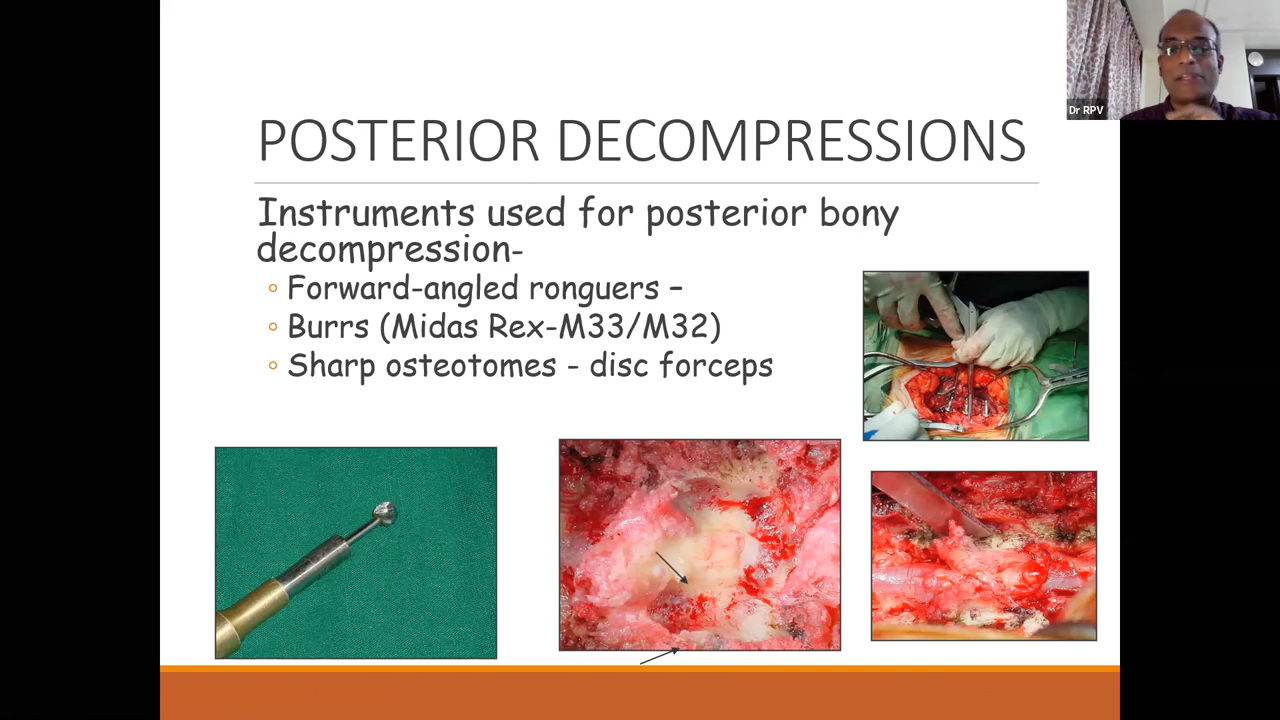 Dr RPV
POSTERIOR DECOMPRESSIONS
Instruments used for posterior bony
decompression-
Forward-angled ronguers –
Burrs (Midas Rex-M33/M32)
Sharp osteotomes - disc forceps